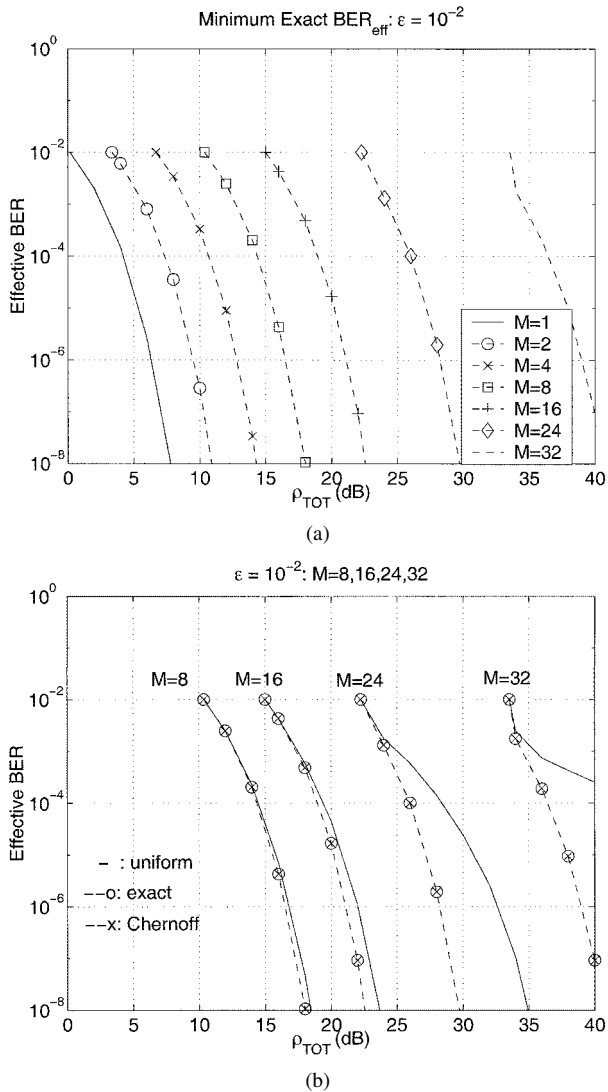 Minimum Exact BER_eff: ε = 10^-2
10^0
10^-2
10^-4
10^-6
10^-8
Effective BER
M=1
M=2
M=4
M=8
M=16
M=24
M=32
0 5 10 15 20 25 30 35 40
ρ_TOT (dB)
(a)
ε = 10^-2: M=8,16,24,32
10^0
10^-2
10^-4
10^-6
10^-8
Effective BER
M=8 M=16 M=24 M=32
– : uniform
--o: exact
--x: Chernoff
0 5 10 15 20 25 30 35 40
ρ_TOT (dB)
(b)